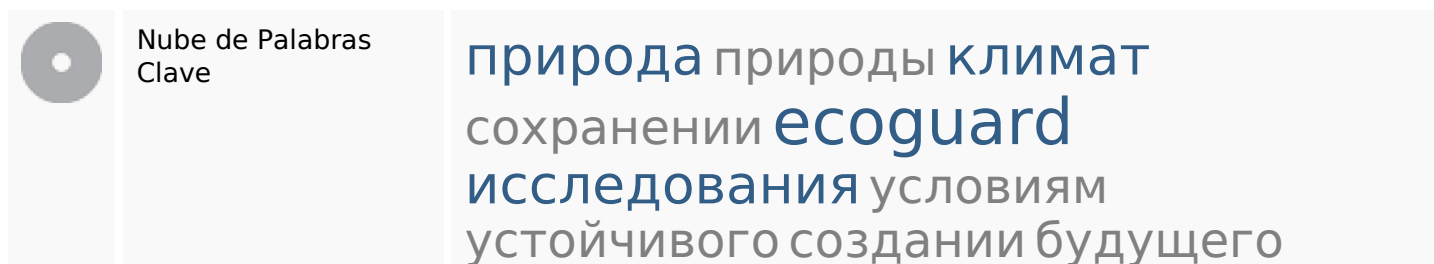 Nube de Palabras
Clave
природа природы климат
сохранении ecoguard
исследования условиям
устойчивого создании будущего